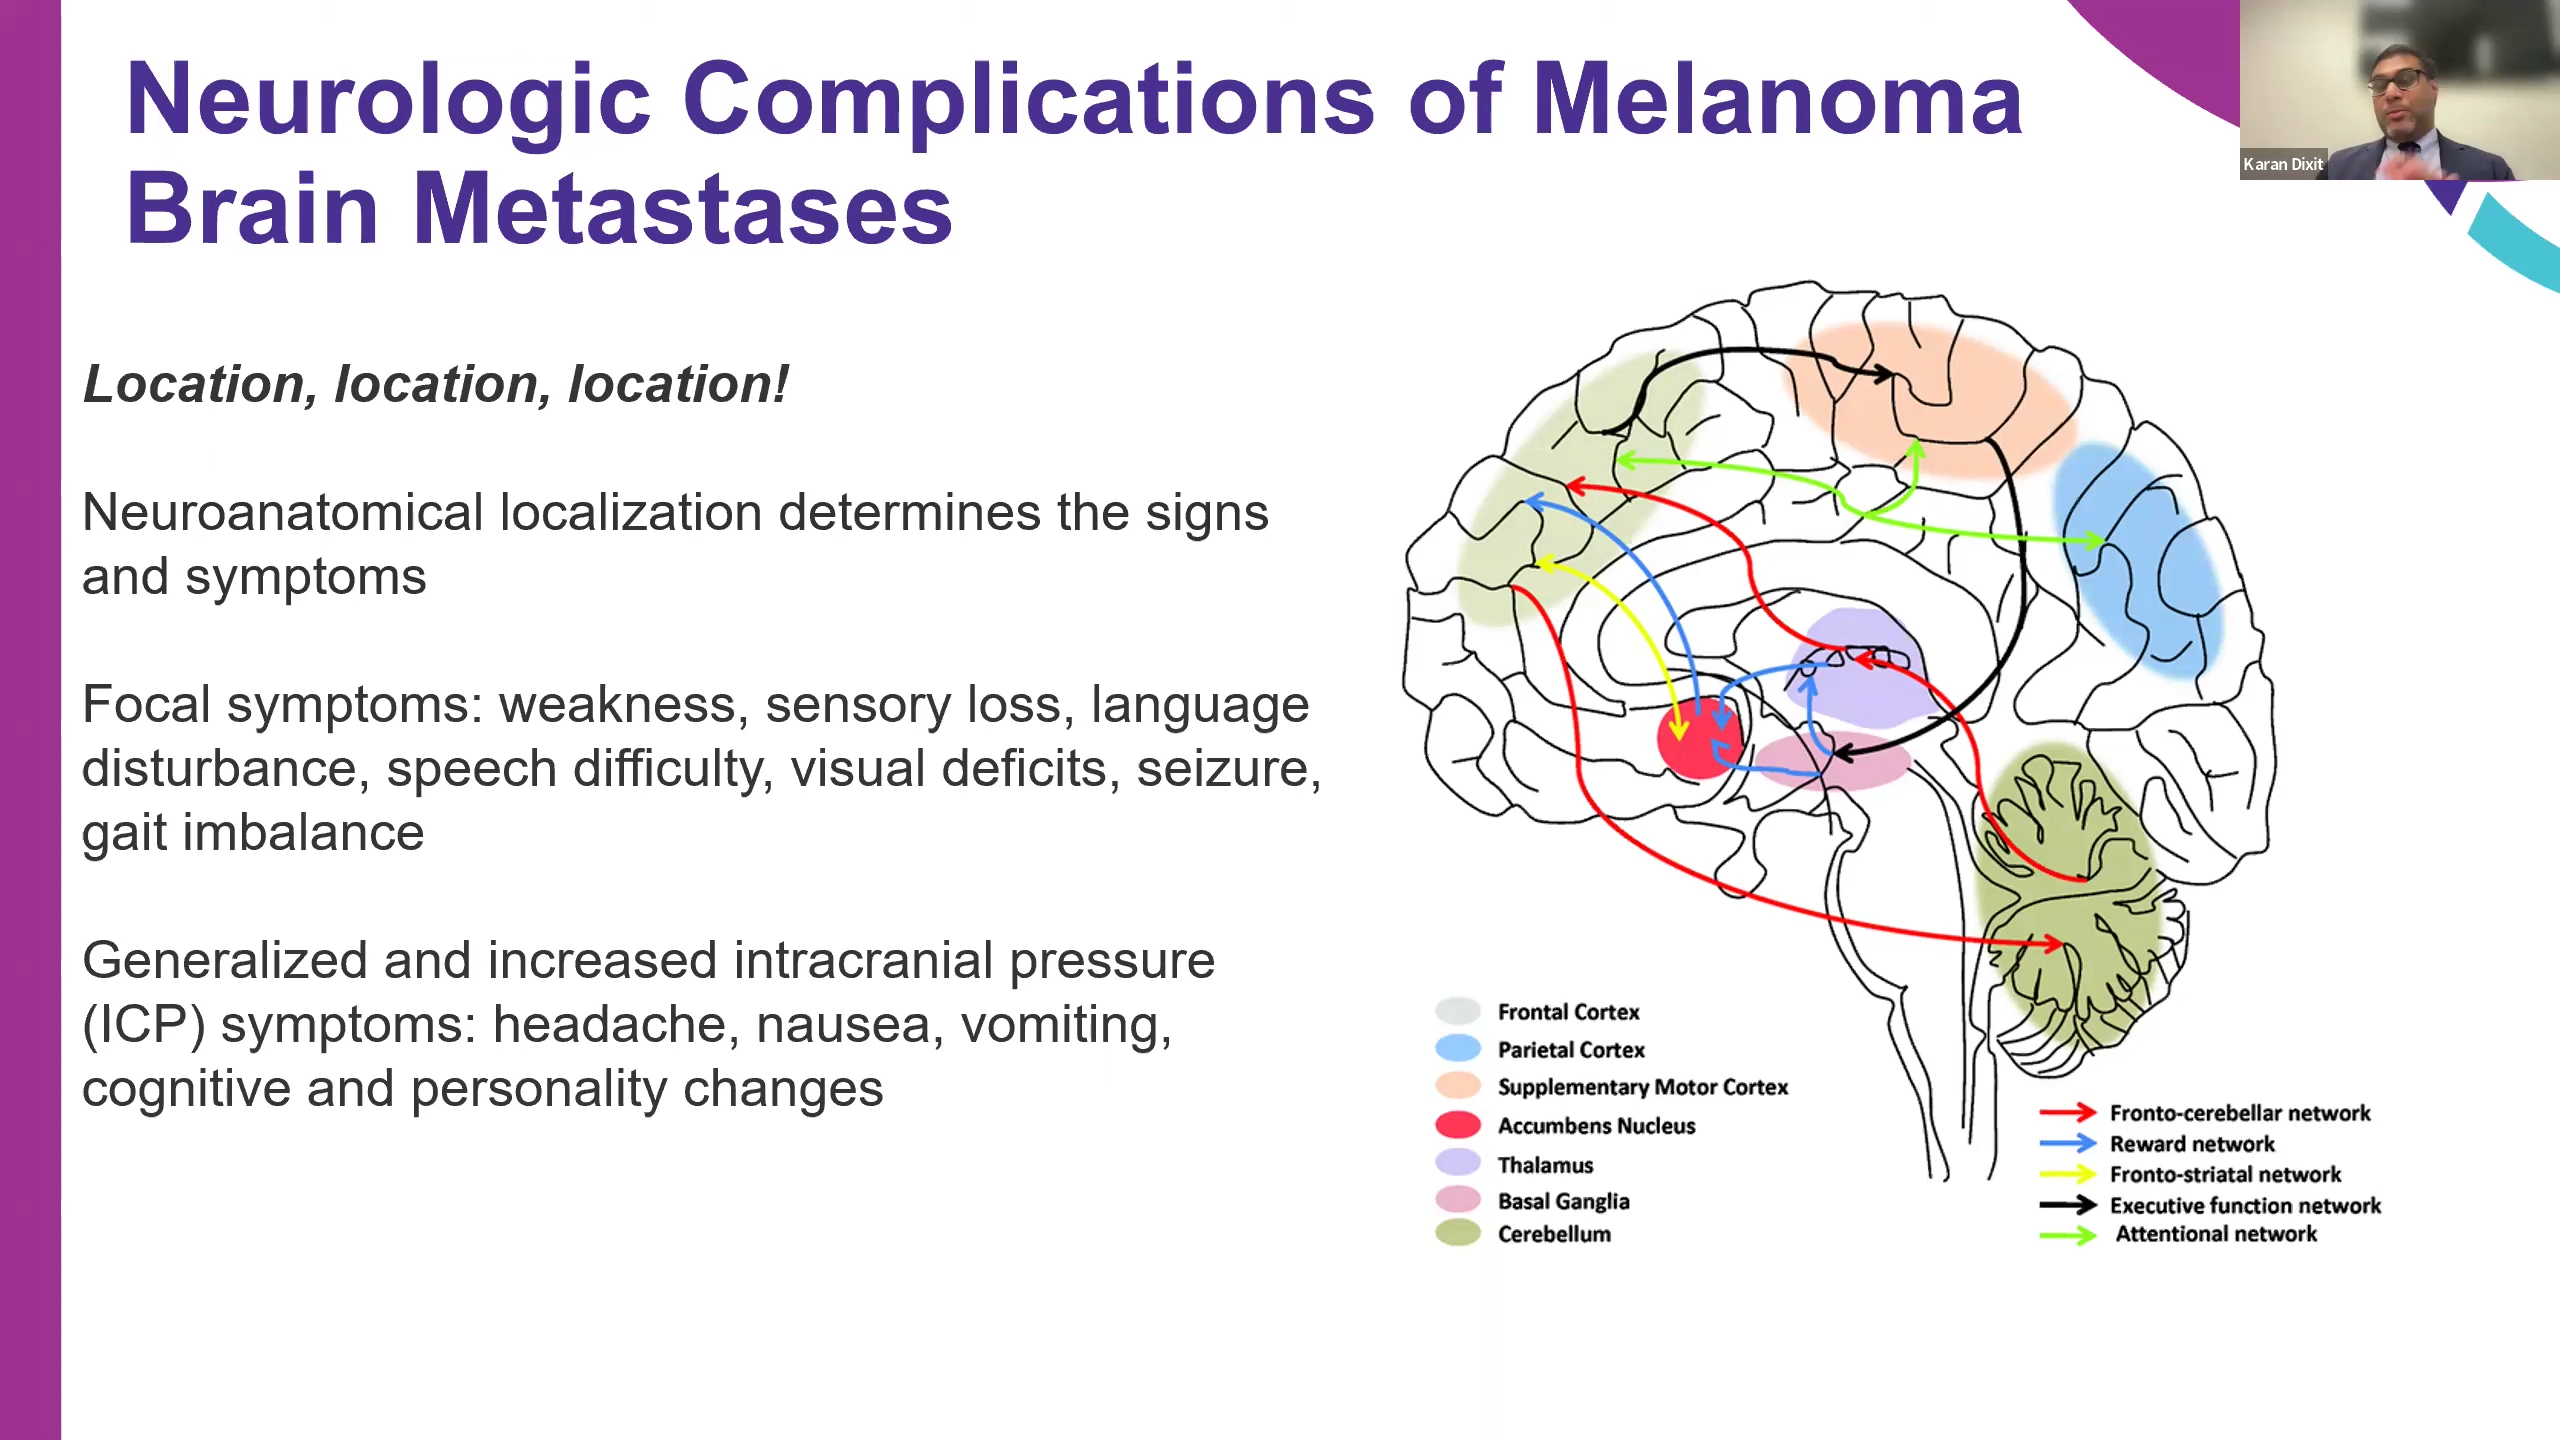 Neurologic Complications of Melanoma
Brain Metastases
Karan Dixit
Location, location, location!
Neuroanatomical localization determines the signs
and symptoms
Focal symptoms: weakness, sensory loss, language
disturbance, speech difficulty, visual deficits, seizure,
gait imbalance
Generalized and increased intracranial pressure
(ICP) symptoms: headache, nausea, vomiting,
cognitive and personality changes
Frontal Cortex
Parietal Cortex
Supplementary Motor Cortex
Accumbens Nucleus
Thalamus
Basal Ganglia
Cerebellum
Fronto-cerebellar network
Reward network
Fronto-striatal network
Executive function network
Attentional network